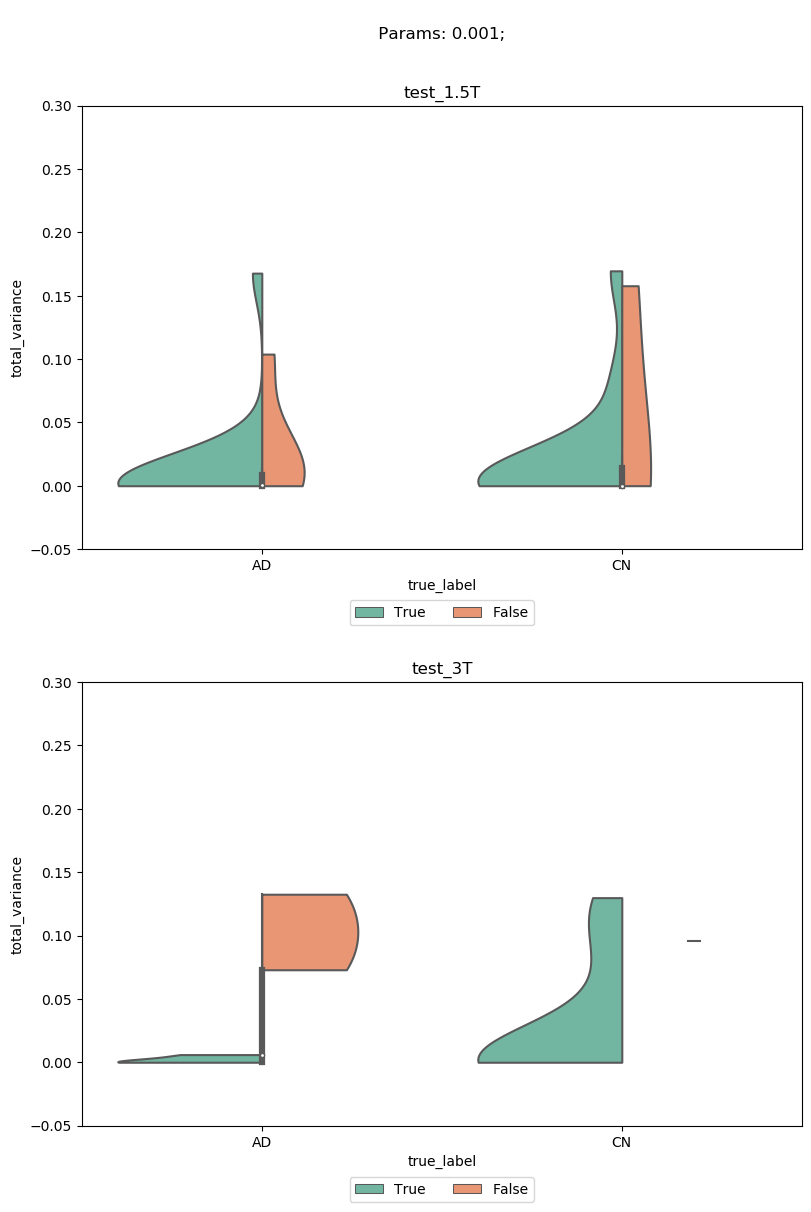 Params: 0.001;
test_1.5T
0.30
0.25
0.20
0.15
0.10
0.05
0.00
−0.05
total_variance
AD CN
true_label
True False
test_3T
0.30
0.25
0.20
0.15
0.10
0.05
0.00
−0.05
total_variance
AD CN
true_label
True False